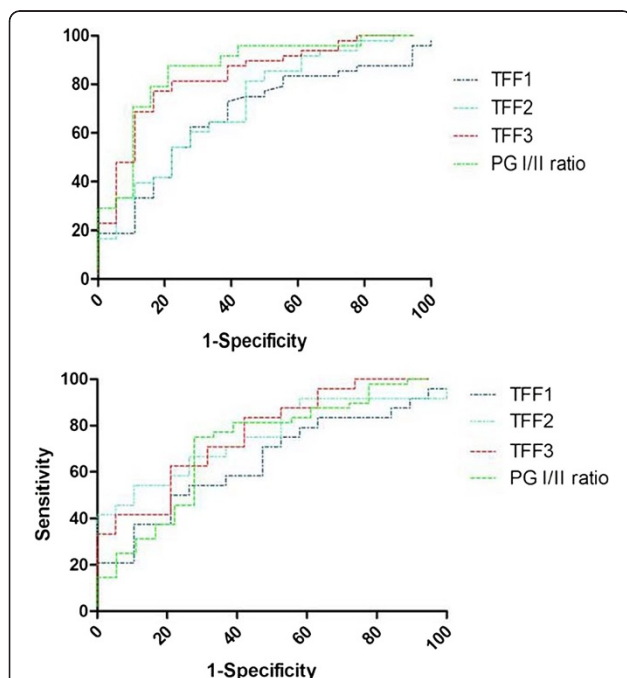 100
80
60
40
20
0
0 20 40 60 80 100
1-Specificity
TFF1
TFF2
TFF3
PG I/II ratio
Sensitivity
100
80
60
40
20
0
0 20 40 60 80 100
1-Specificity
TFF1
TFF2
TFF3
PG I/II ratio